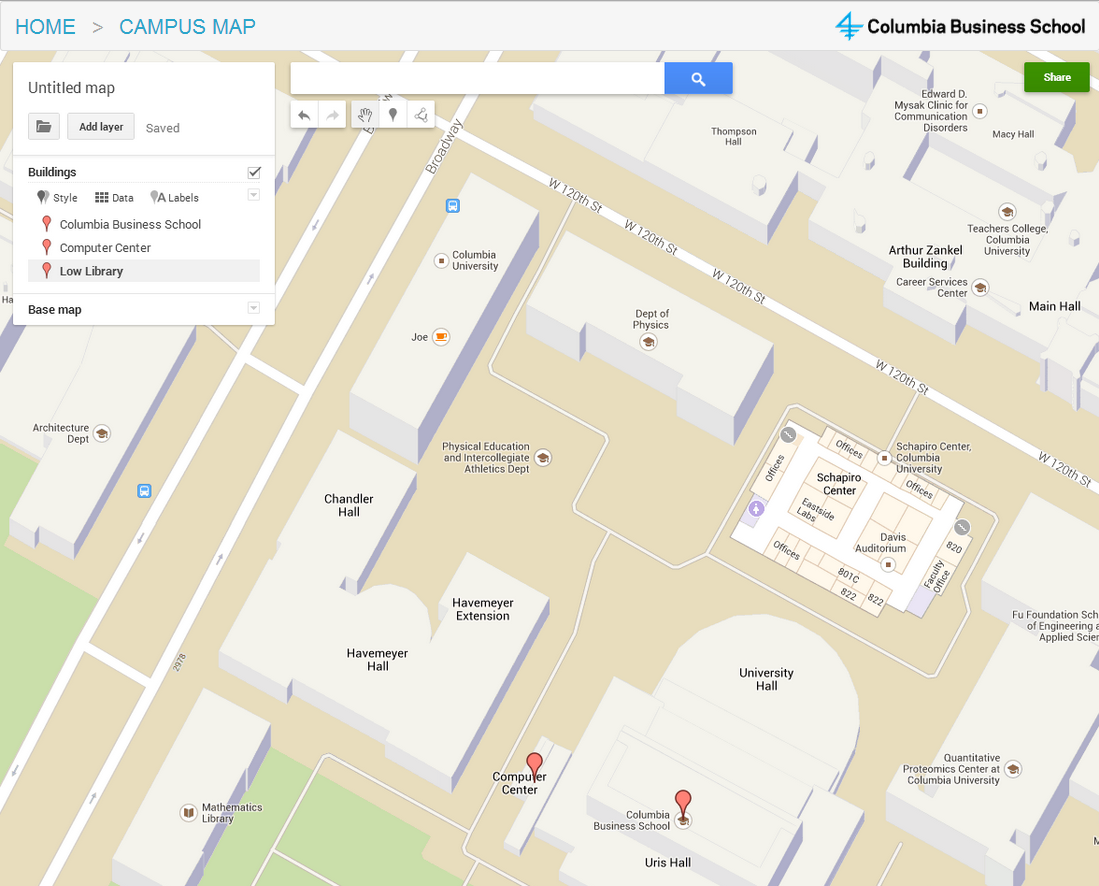 HOME > CAMPUS MAP
Columbia Business School
Untitled map
Add layer
Saved
Share
Buildings
Style
Data
A Labels
Columbia Business School
Computer Center
Low Library
Base map
Broadway
W 120th St
W 120th St
W 120th St
W 120th St
W 120th St
Thompson
Hall
Edward D.
Mysak Clinic for
Communication
Disorders
Macy Hall
Teachers College,
Columbia
University
Arthur Zankel
Building
Career Services
Center
Main Hall
Columbia
University
Joe
Dept of
Physics
Architecture
Dept
Physical Education
and Intercollegiate
Athletics Dept
Schapiro Center,
Columbia
University
Offices
Offices
Offices
Schapiro
Center
Eastside
Labs
Davis
Auditorium
Offices
801C
822
822
820
Faculty
Office
Chandler
Hall
Havemeyer
Extension
Havemeyer
Hall
2978
University
Hall
Fu Foundation Sch
of Engineering a
Applied Scien
Computer
Center
Quantitative
Proteomics Center at
Columbia University
Mathematics
Library
Columbia
Business School
Uris Hall